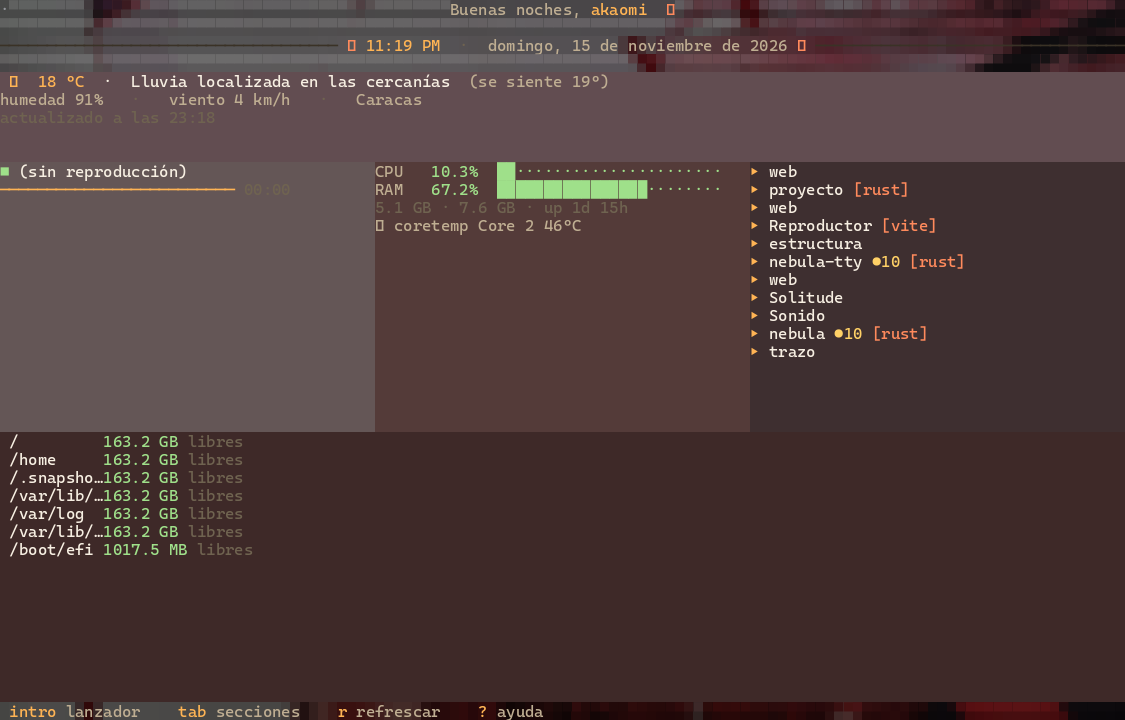 Buenas noches, akaomi
11:19 PM · domingo, 15 de noviembre de 2026
18 °C · Lluvia localizada en las cercanías (se siente 19°)
humedad 91% · viento 4 km/h · Caracas
actualizado a las 23:18
(sin reproducción)
00:00
CPU 10.3%
RAM 67.2%
5.1 GB · 7.6 GB · up 1d 15h
coretemp Core 2 46°C
web
proyecto [rust]
web
Reproductor [vite]
estructura
nebula-tty ●10 [rust]
web
Solitude
Sonido
nebula ●10 [rust]
trazo
/ 163.2 GB libres
/home 163.2 GB libres
/.snapsho…163.2 GB libres
/var/lib/…163.2 GB libres
/var/log 163.2 GB libres
/var/lib/…163.2 GB libres
/boot/efi 1017.5 MB libres
intro lanzador tab secciones r refrescar ? ayuda